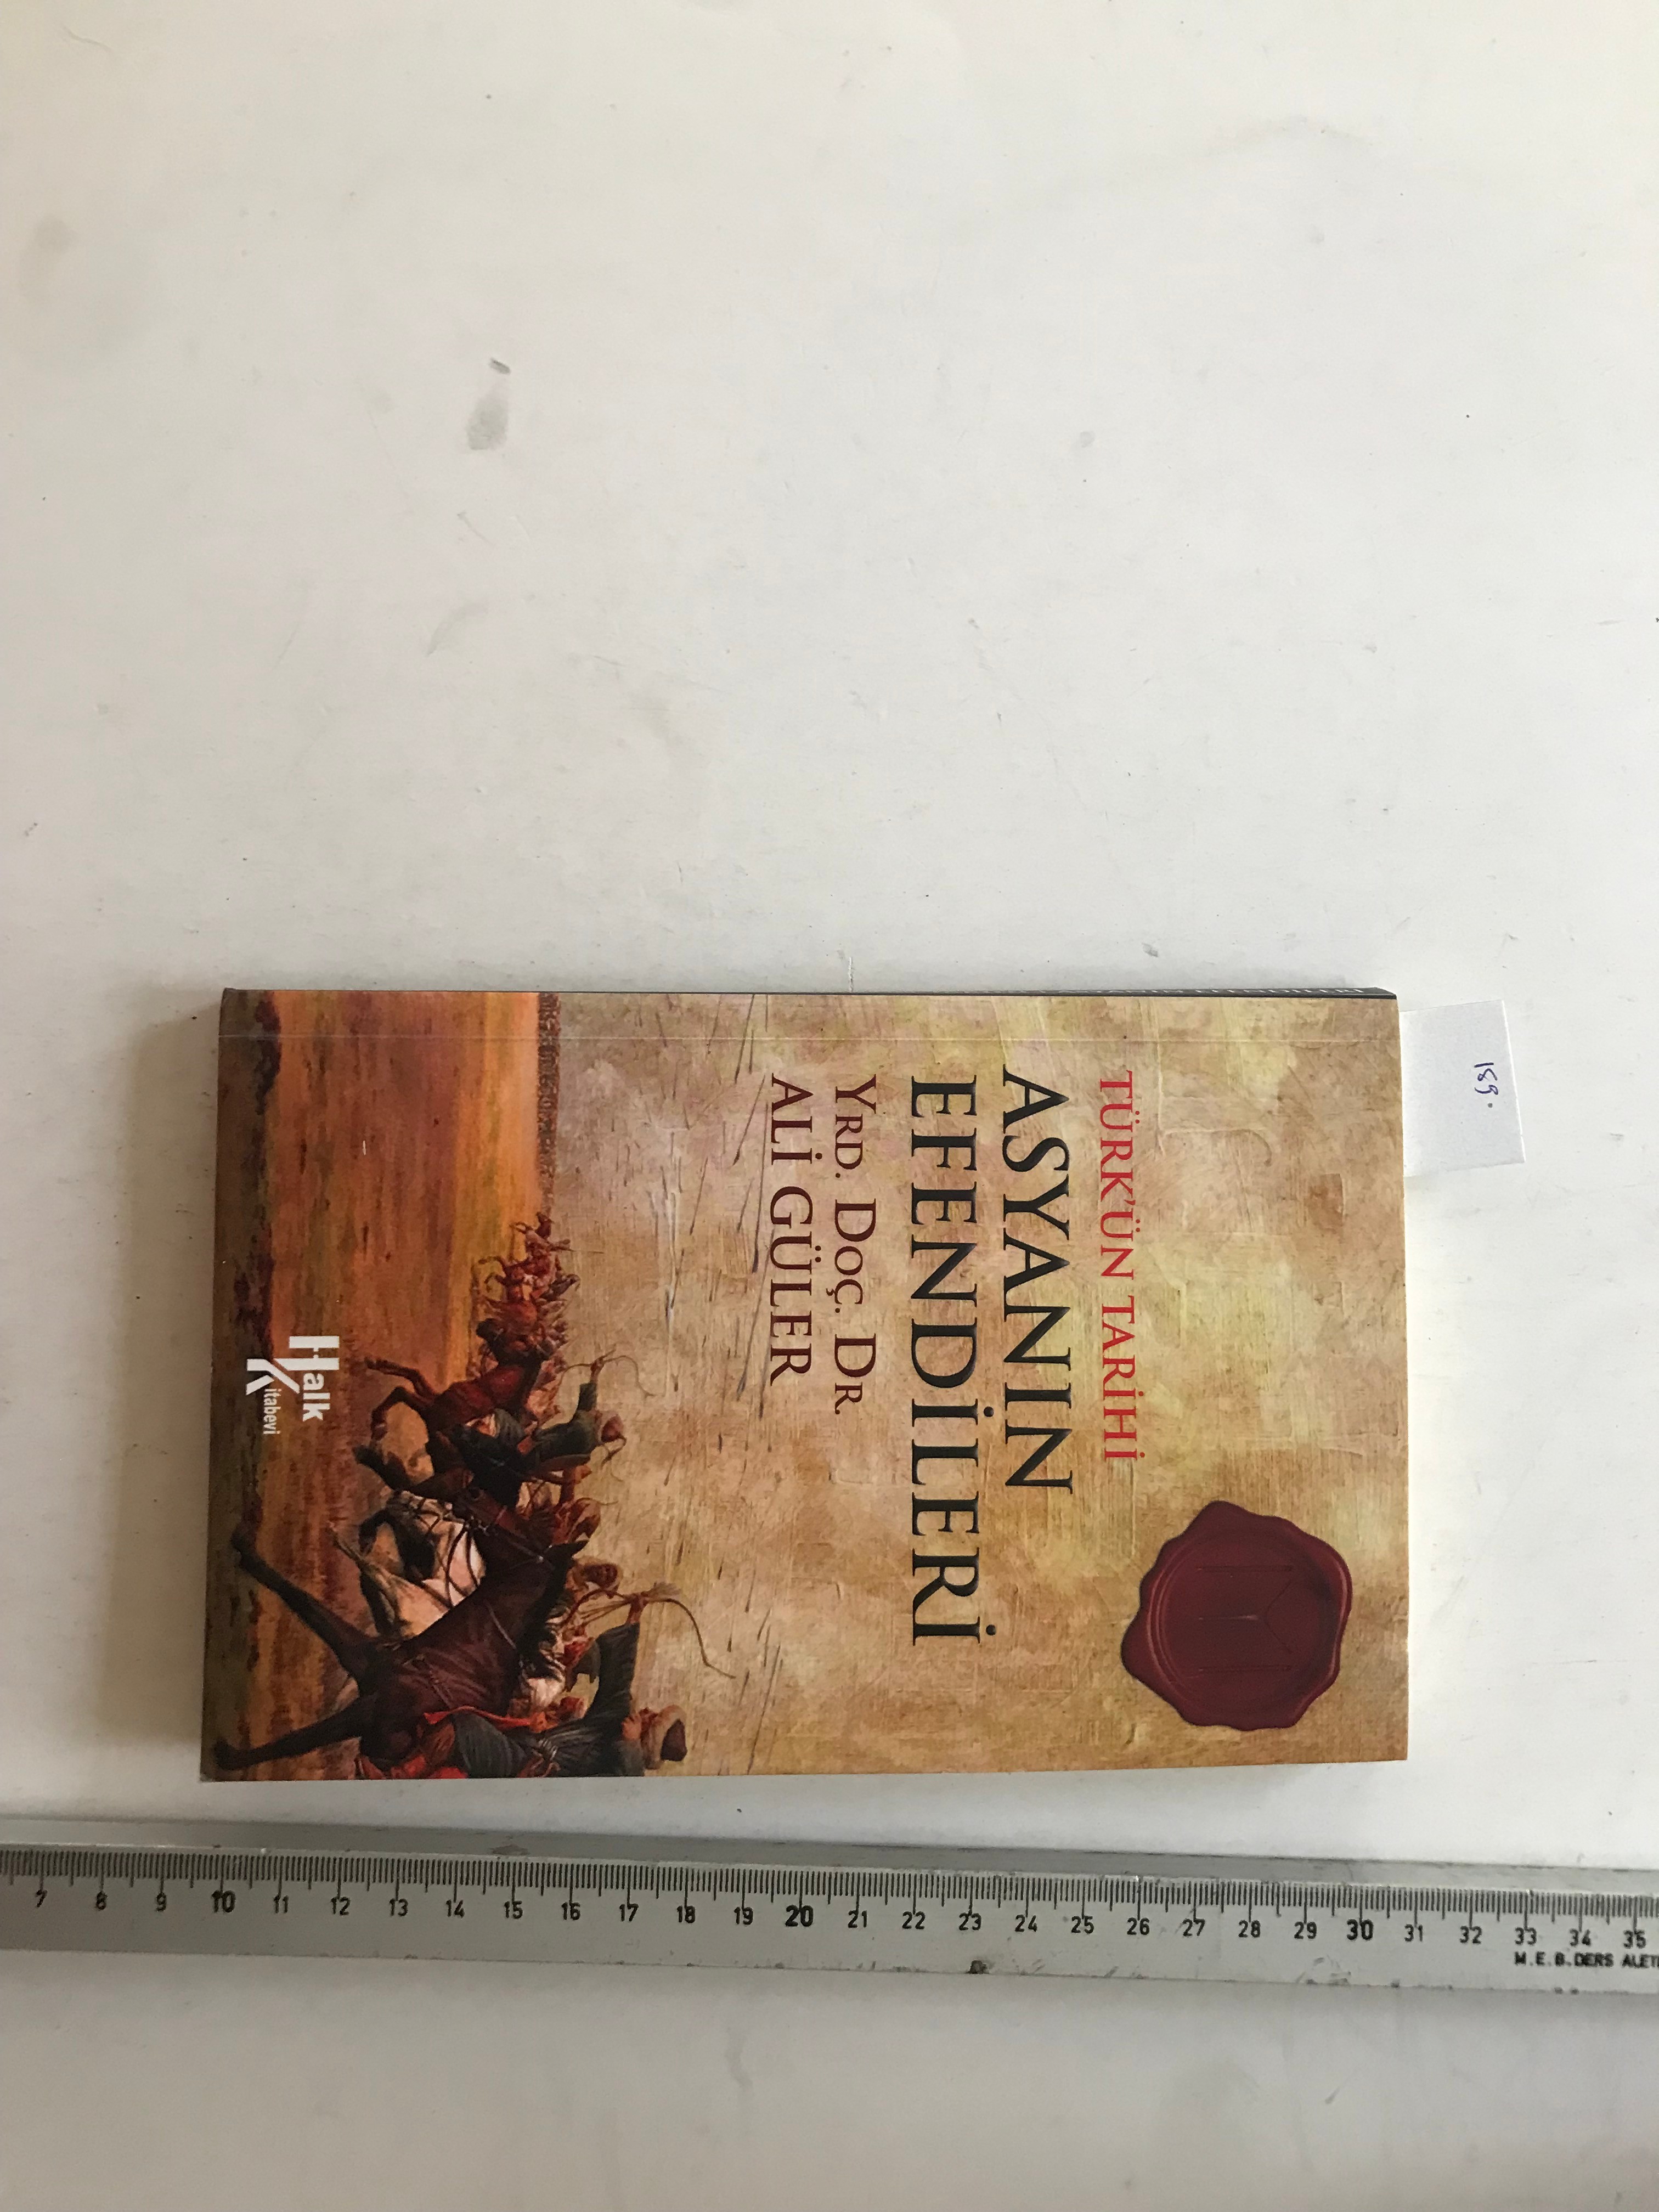 TÜRK'ÜN TARİHİ
ASYANIN
EFENDİLERİ
YRD. DOÇ. DR.
ALİ GÜLER
Halk
Kitabevi
189.
7 8 9 10 11 12 13 14 15 16 17 18 19 20 21 22 23 24 25 26 27 28 29 30 31 32 33 34 35
M.E.B. DERS ALETL